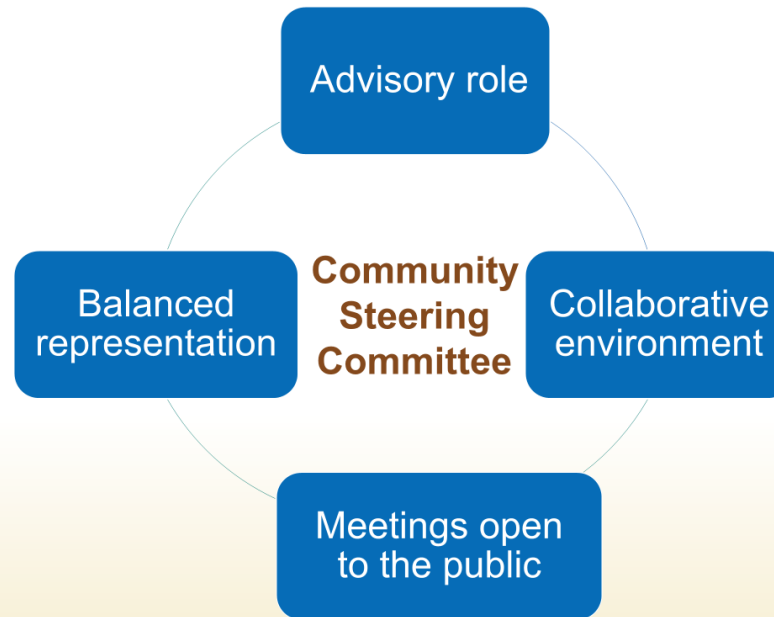 Advisory role
Balanced
representation
Community
Steering
Committee
Collaborative
environment
Meetings open
to the public